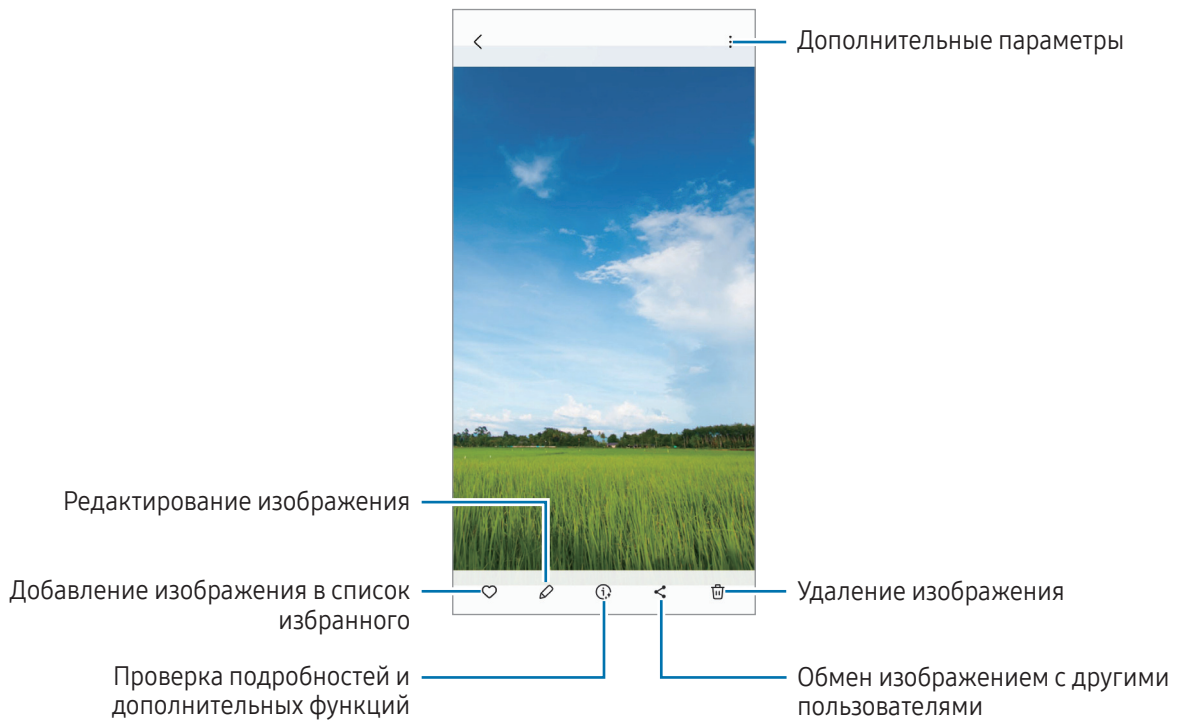 Дополнительные параметры
Редактирование изображения
Добавление изображения в список
избранного
Проверка подробностей и
дополнительных функций
Удаление изображения
Обмен изображением с другими
пользователями